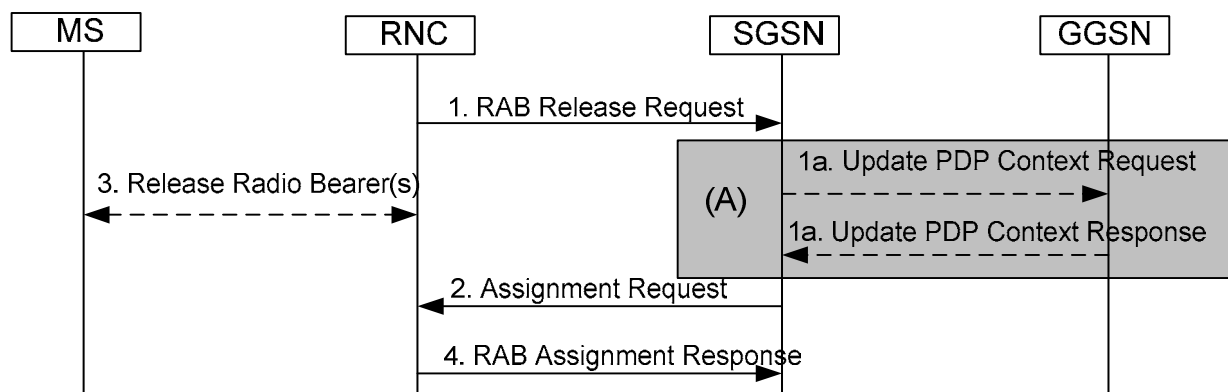 MS
RNC
SGSN
GGSN
1. RAB Release Request
1a. Update PDP Context Request
3. Release Radio Bearer(s)
(A)
1a. Update PDP Context Response
2. Assignment Request
4. RAB Assignment Response